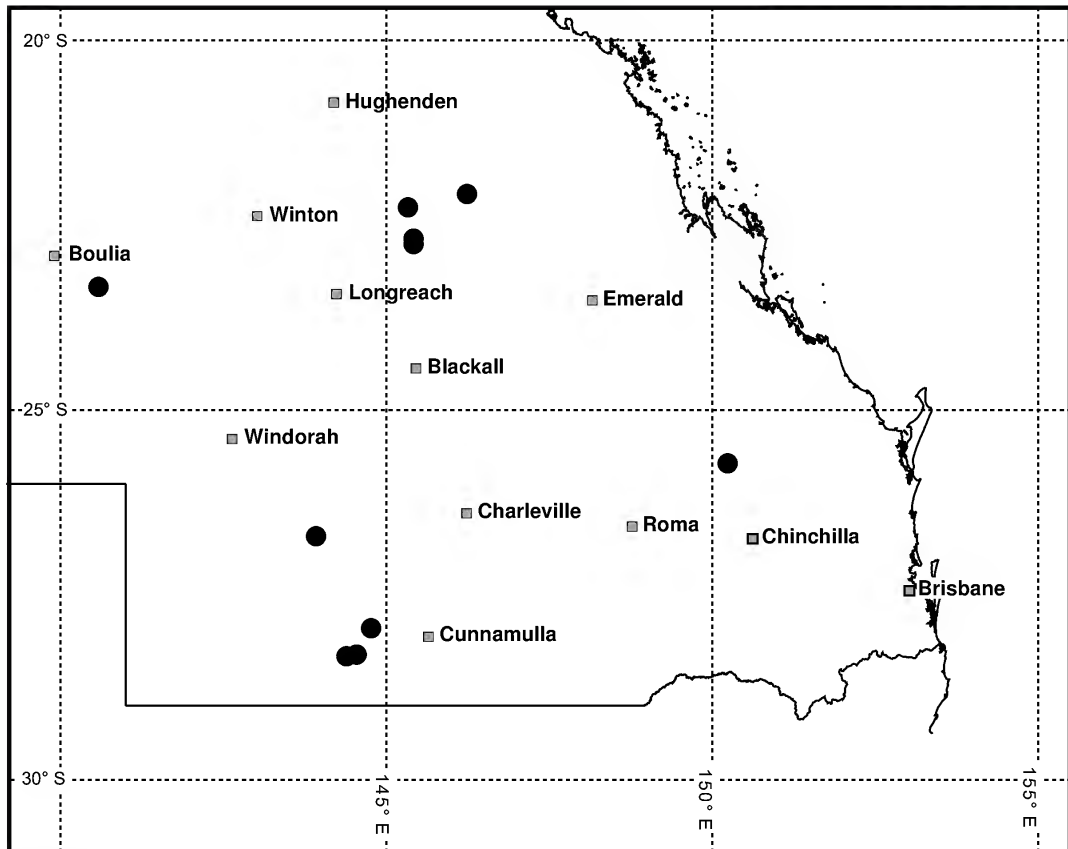 20° S
Hughenden
Winton
Boulia
Longreach
Emerald
Blackall
25° S
Windorah
Charleville
Roma
Chinchilla
Brisbane
Cunnamulla
30° S
145° E
150° E
155° E